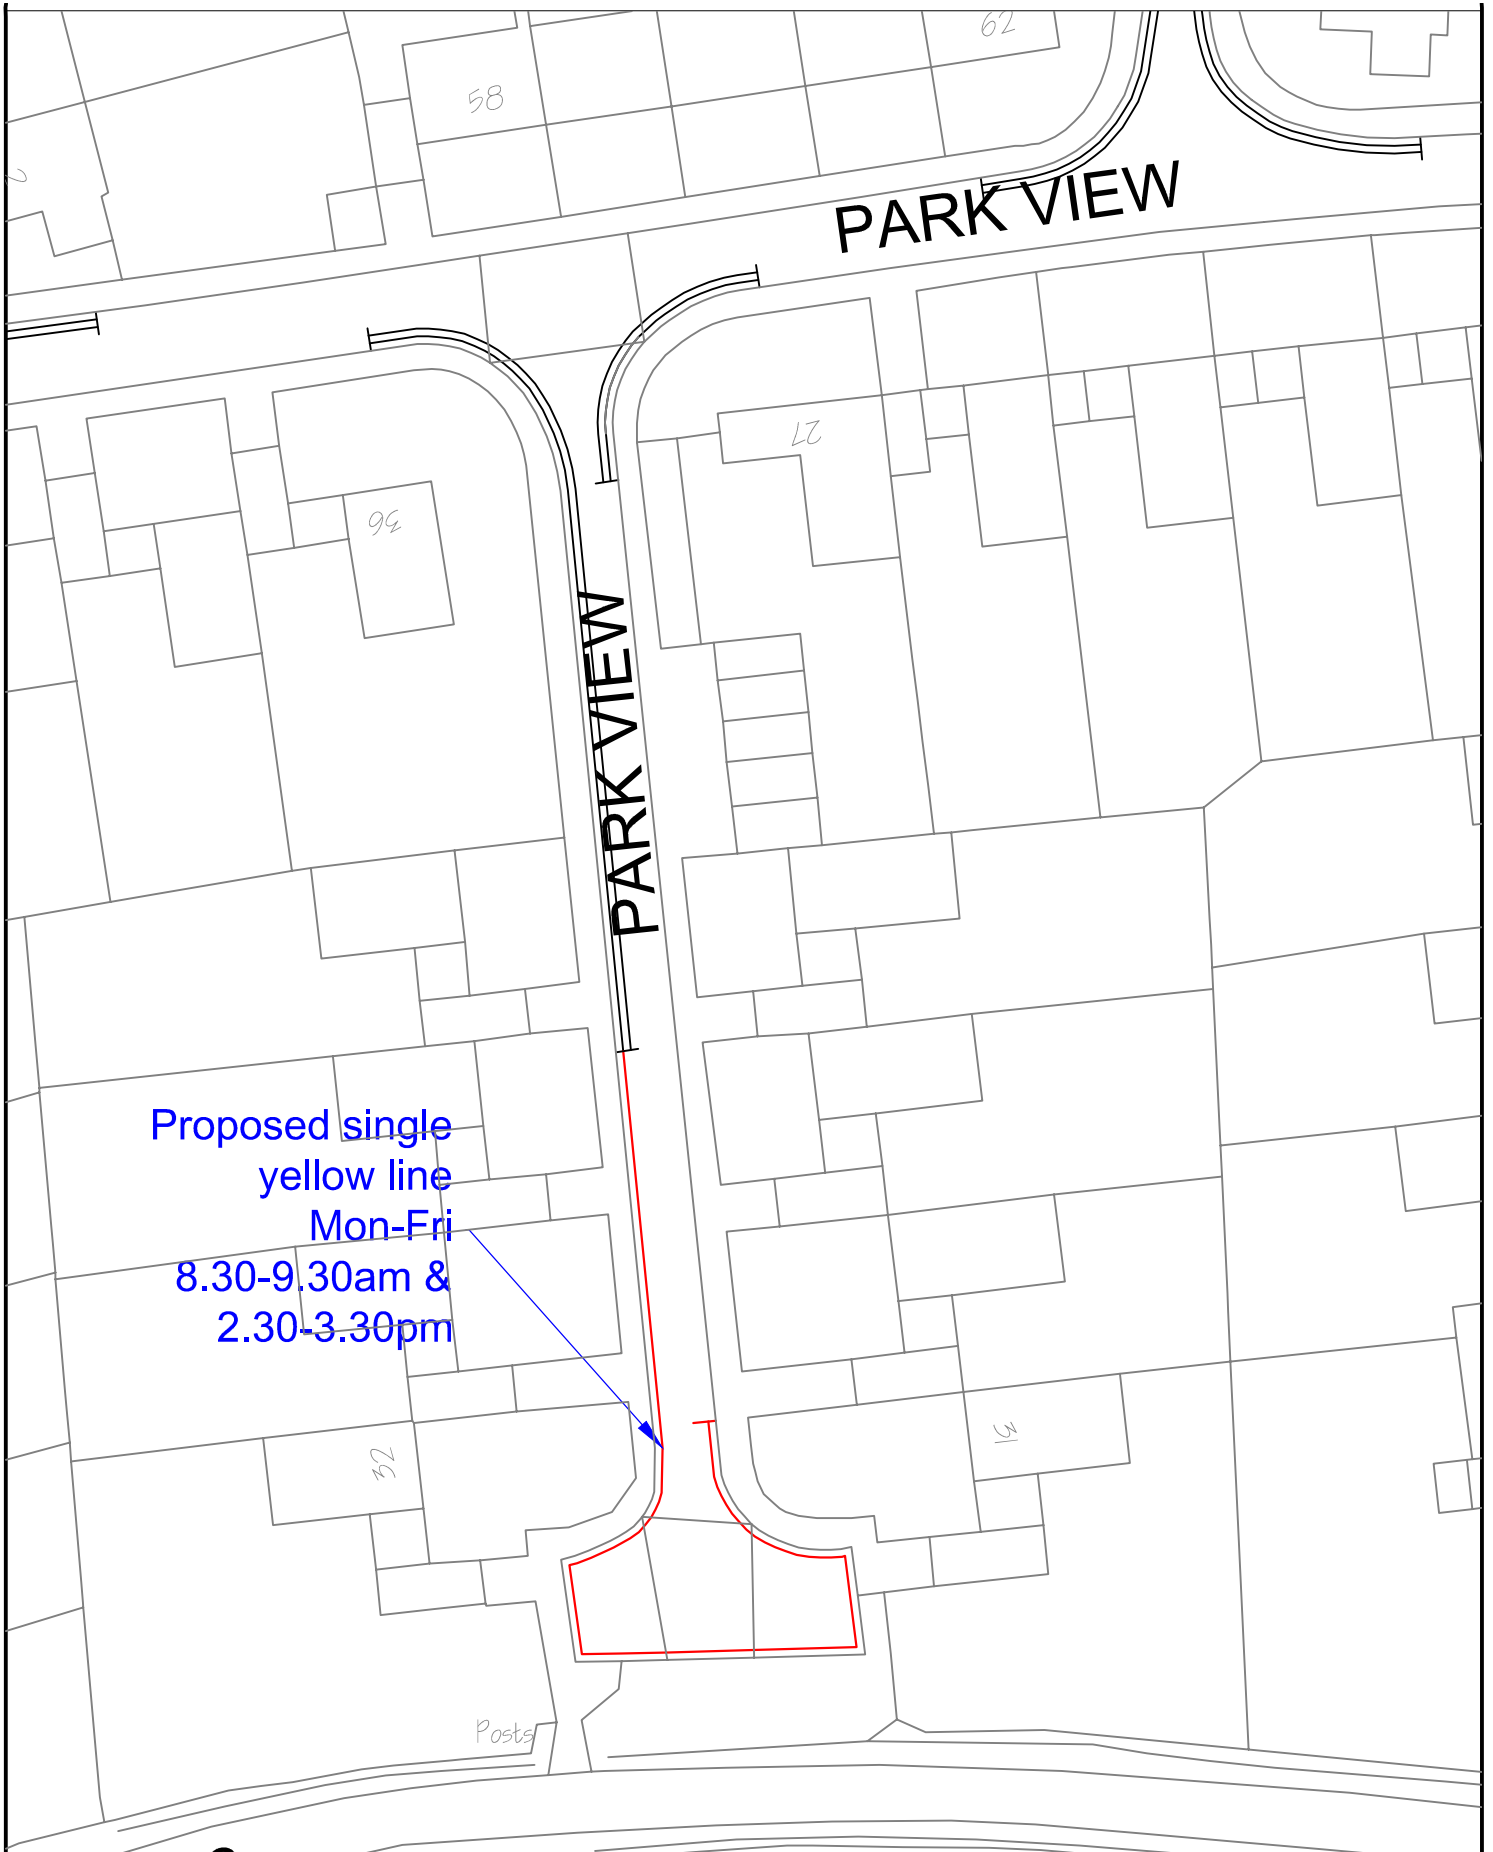 62
58
PARK VIEW
27
36
PARK VIEW
Proposed single
yellow line
Mon-Fri
8.30-9.30am &
2.30-3.30pm
31
32
Posts